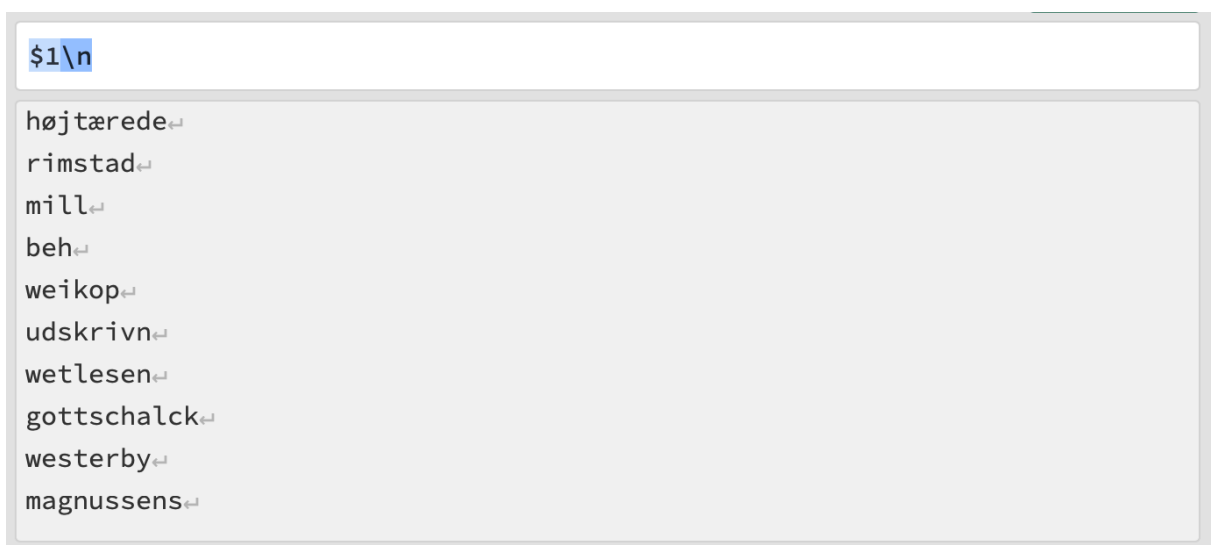 $1\n
højtærede↵
rimstad↵
mill↵
beh↵
weikop↵
udskrivn↵
wetlesen↵
gottschalck↵
westerby↵
magnussens↵